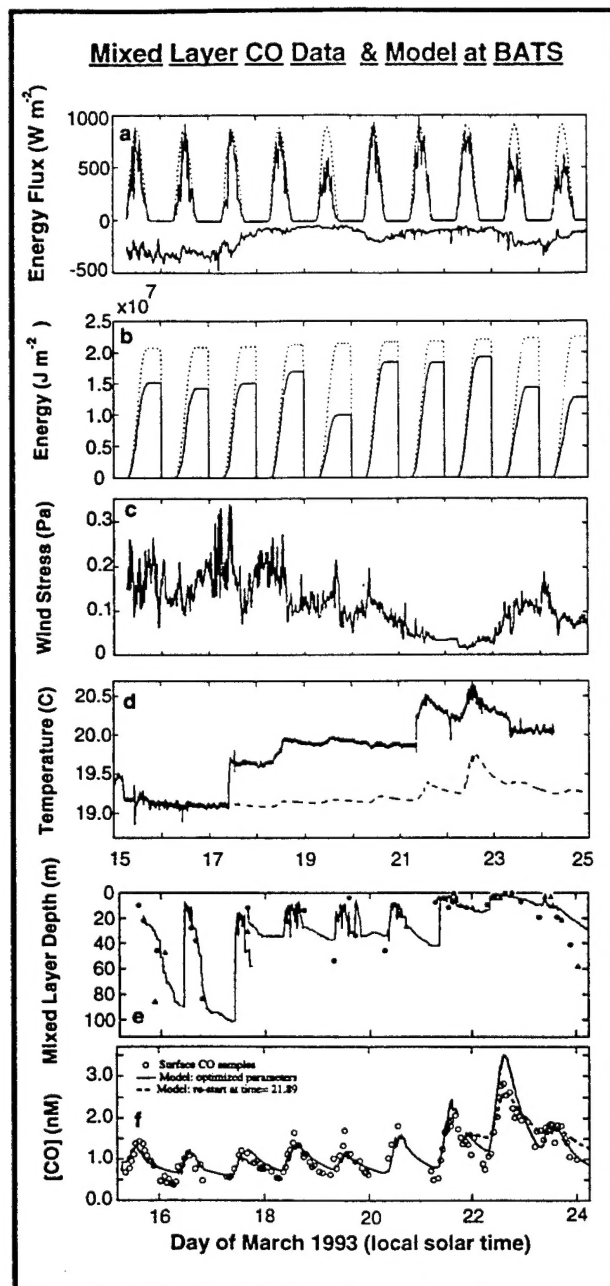 Mixed Layer CO Data & Model at BATS
Energy Flux (W m-2)
1000
500
0
-500
a
x10^7
Energy (J m-2)
2.5
2.0
1.5
1.0
0.5
0
b
Wind Stress (Pa)
0.3
0.2
0.1
0
c
Temperature (C)
20.5
20.0
19.5
19.0
d
15 17 19 21 23 25
Mixed Layer Depth (m)
0
20
40
60
80
100
e
[CO] (nM)
3.0
2.0
1.0
0.0
Surface CO samples
Model: optimized parameters
Model: re-start at time= 21.89
f
16 18 20 22 24
Day of March 1993 (local solar time)